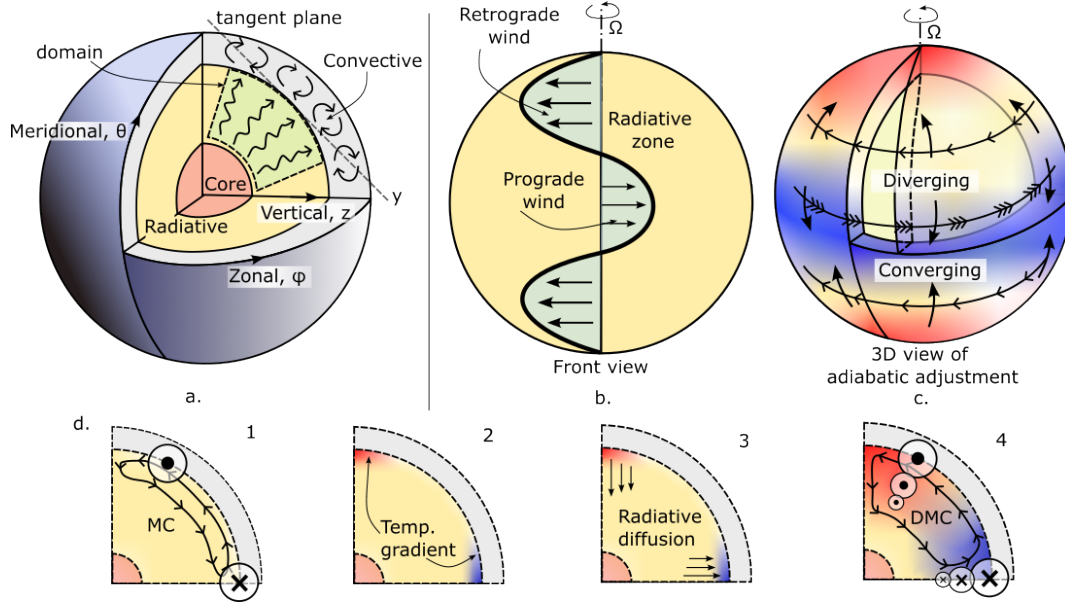 tangent plane
domain
Convective
Meridional, θ
Core
Vertical, z
y
Radiative
Zonal, φ
a.
Retrograde
wind
Ω
Radiative
zone
Prograde
wind
Front view
b.
Ω
Diverging
Converging
3D view of
adiabatic adjustment
c.
d.
1
MC
2
Temp.
gradient
3
Radiative
diffusion
4
DMC